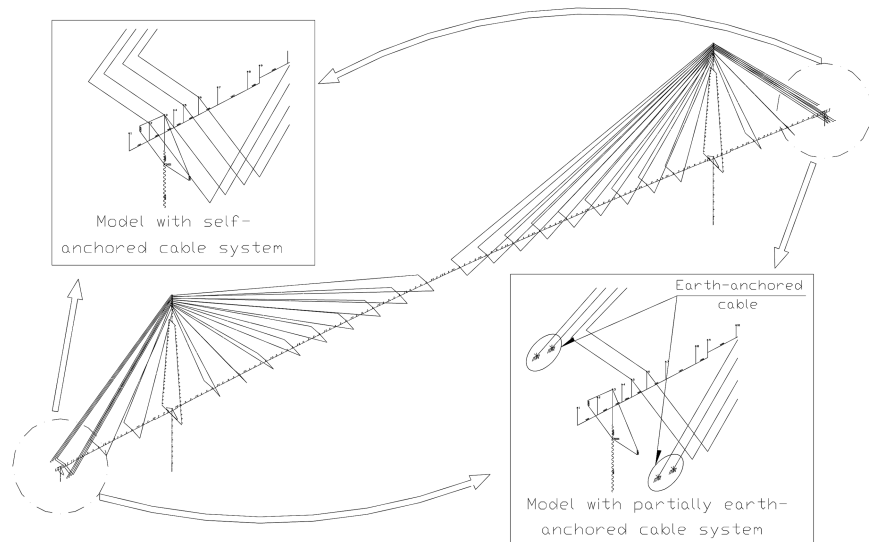 Model with self-
anchored cable system
Earth-anchored
cable
Model with partially earth-
anchored cable system